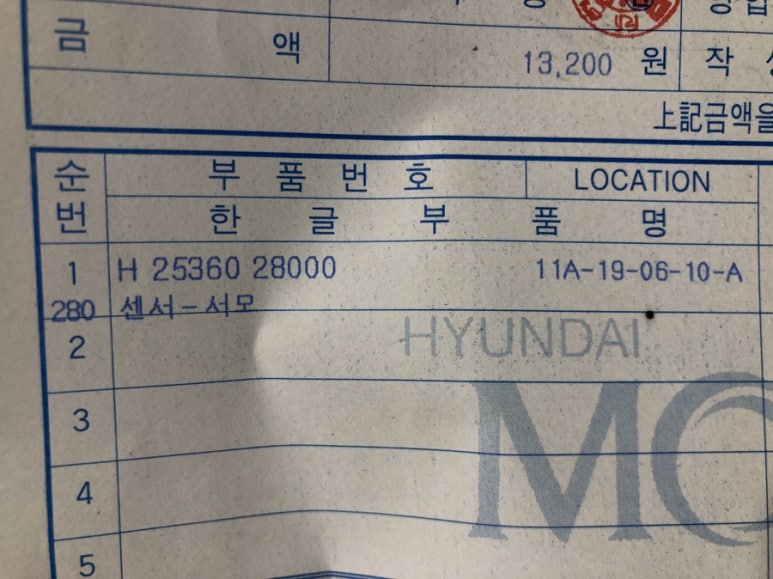 금 액 13,200 원 작
上記금액을
순번 부 품 번 호 LOCATION
한 글 부 품 명
1 H 25360 28000 11A-19-06-10-A
280 센서-서모
2 HYUNDAI
3
4
5